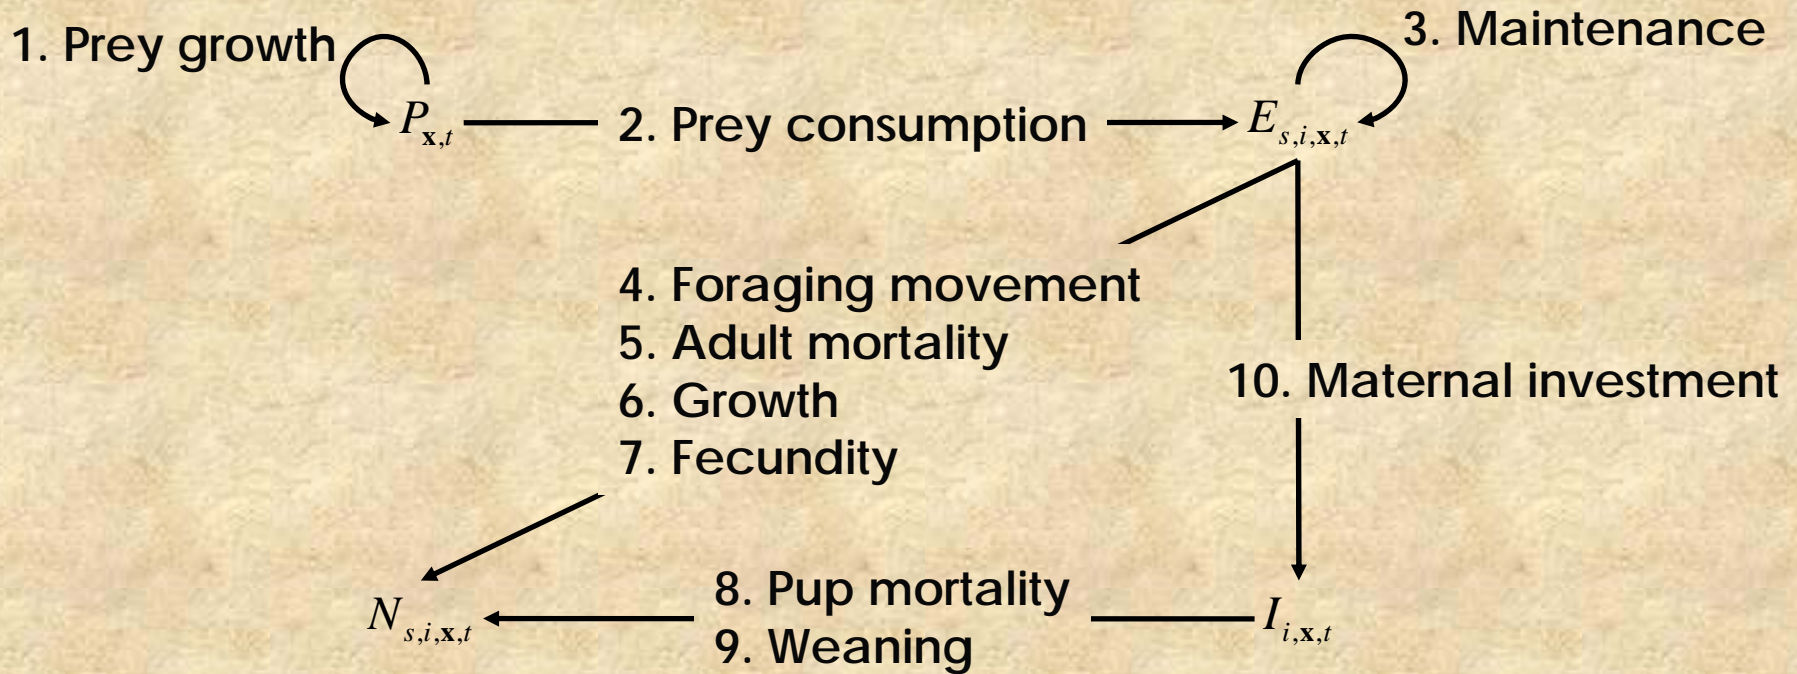 1. Prey growth
3. Maintenance
P x,t
2. Prey consumption
E s,i,x,t
4. Foraging movement
5. Adult mortality
6. Growth
7. Fecundity
10. Maternal investment
N s,i,x,t
8. Pup mortality
9. Weaning
I i,x,t